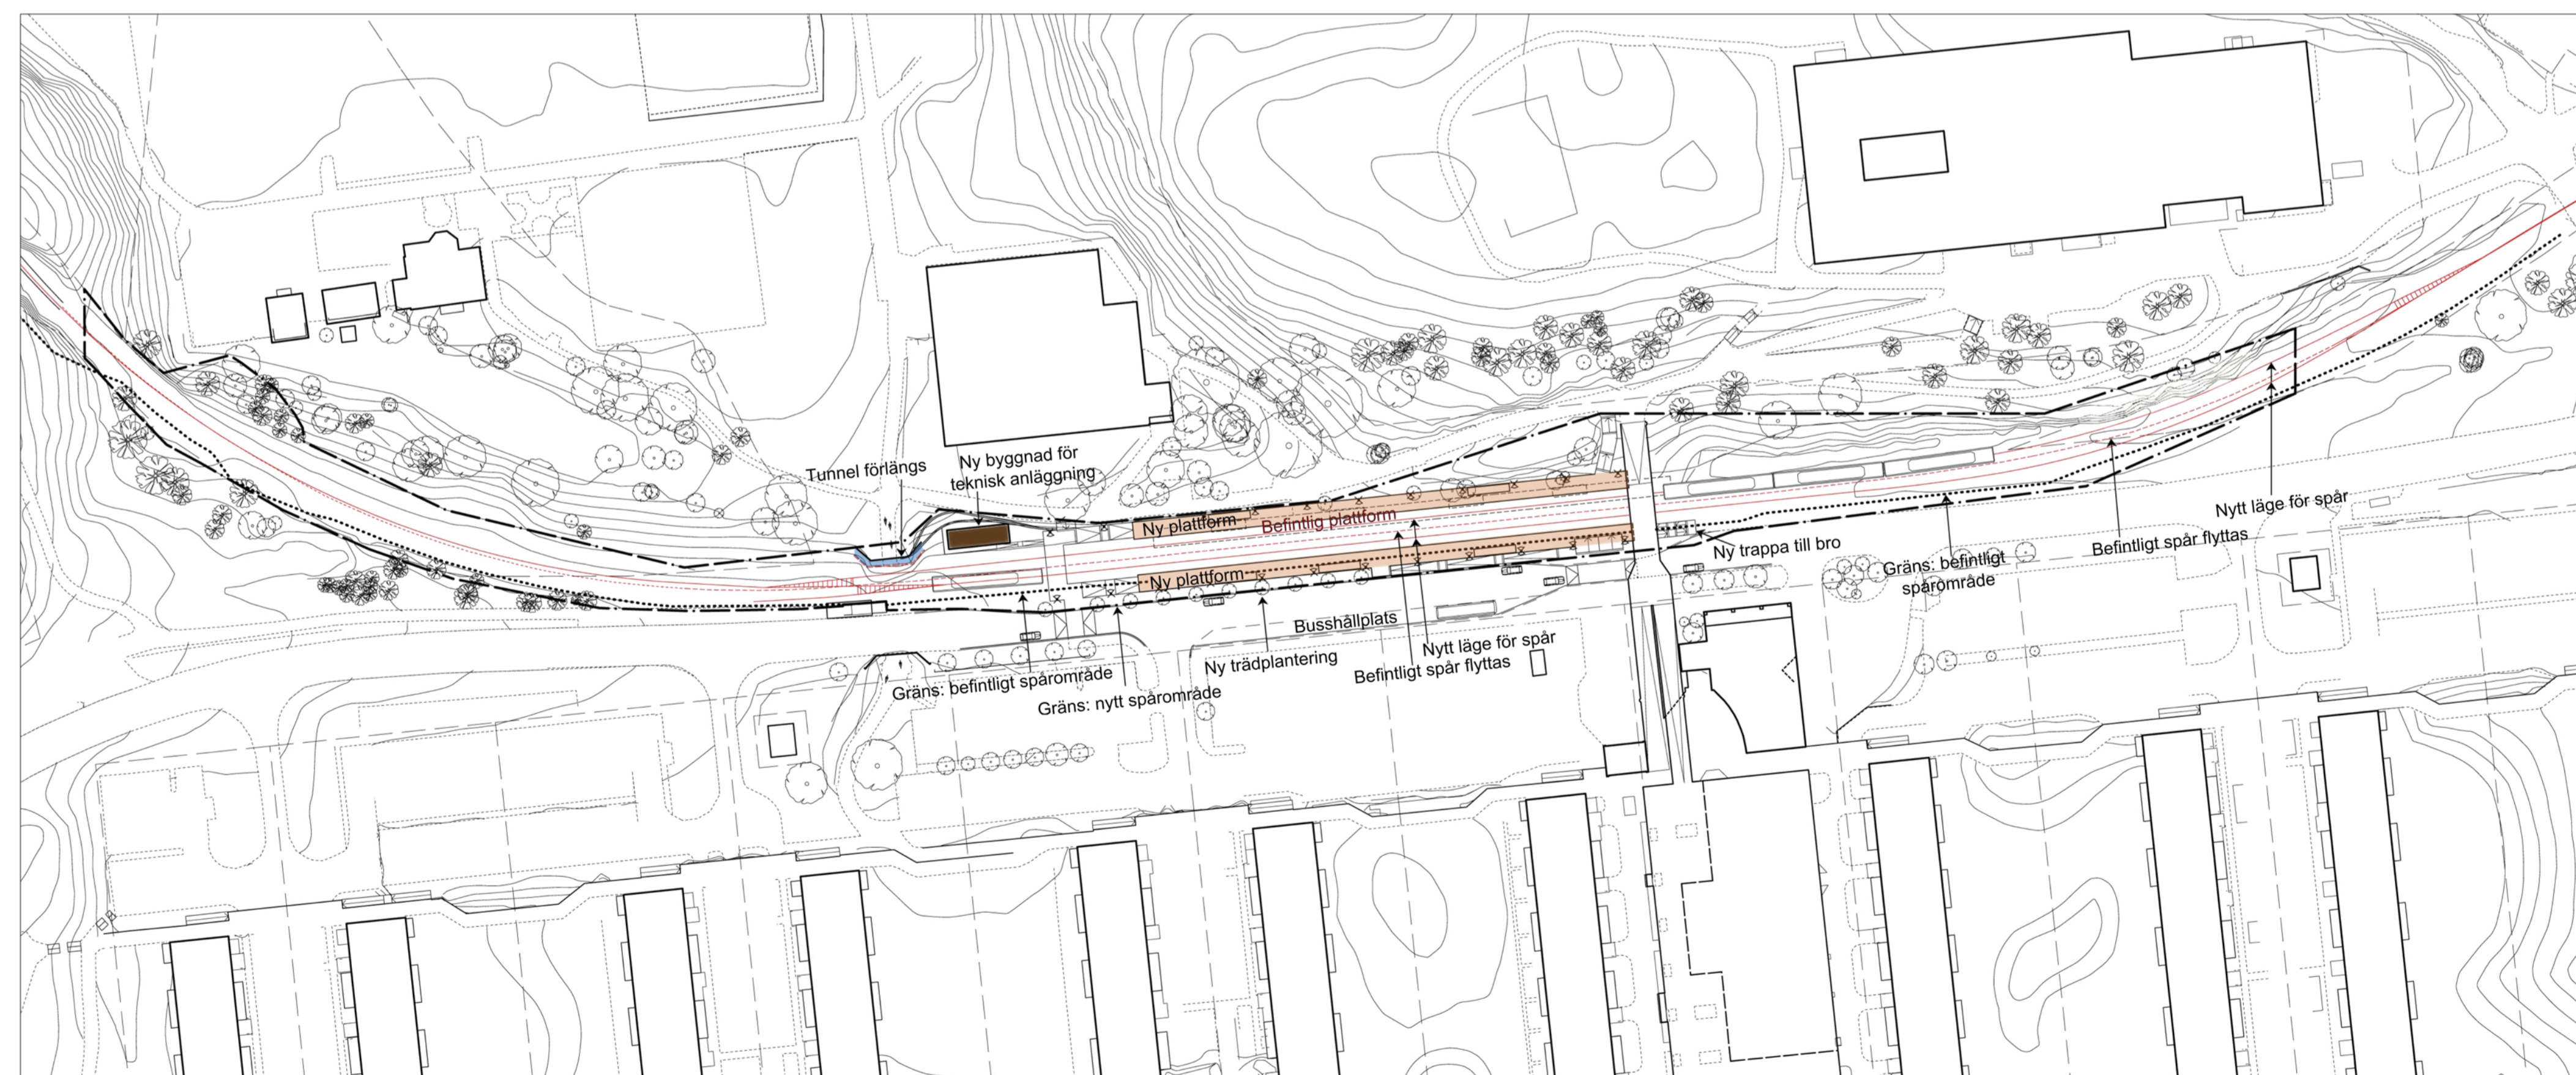 Tunnel förlängs
Ny byggnad för
teknisk anläggning
Ny plattform
Befintlig plattform
Ny plattform
Ny trappa till bro
Nytt läge för spår
Befintligt spår flyttas
Gräns: befintligt
spårområde
Busshållplats
Nytt läge för spår
Befintligt spår flyttas
Ny trädplantering
Gräns: befintligt spårområde
Gräns: nytt spårområde